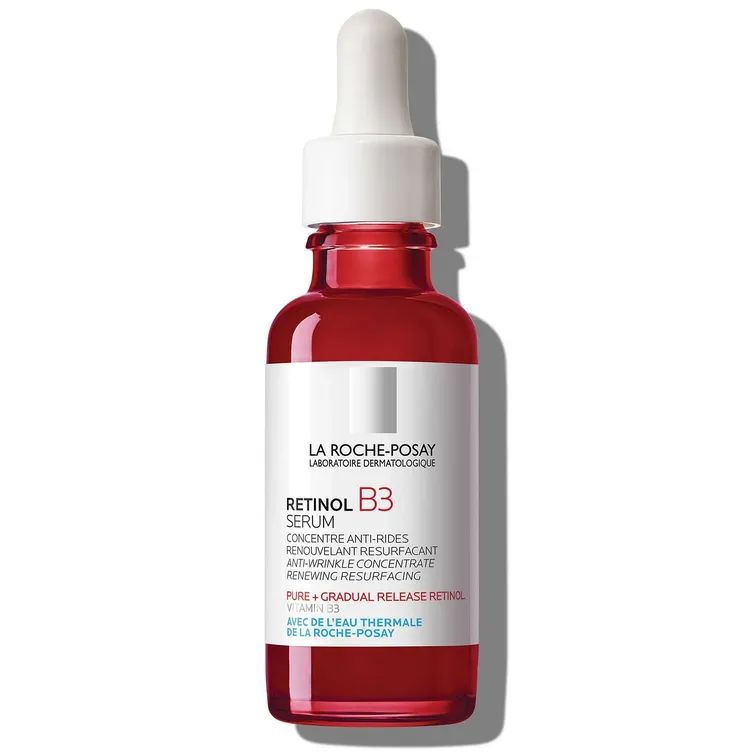 LA ROCHE-POSAY
LABORATOIRE DERMATOLOGIQUE
RETINOL B3
SERUM
CONCENTRE ANTI-RIDES
RENOUVELANT RESURFACANT
ANTI-WRINKLE CONCENTRATE
RENEWING RESURFACING
PURE + GRADUAL RELEASE RETINOL
VITAMIN B3
AVEC DE L'EAU THERMALE
DE LA ROCHE-POSAY